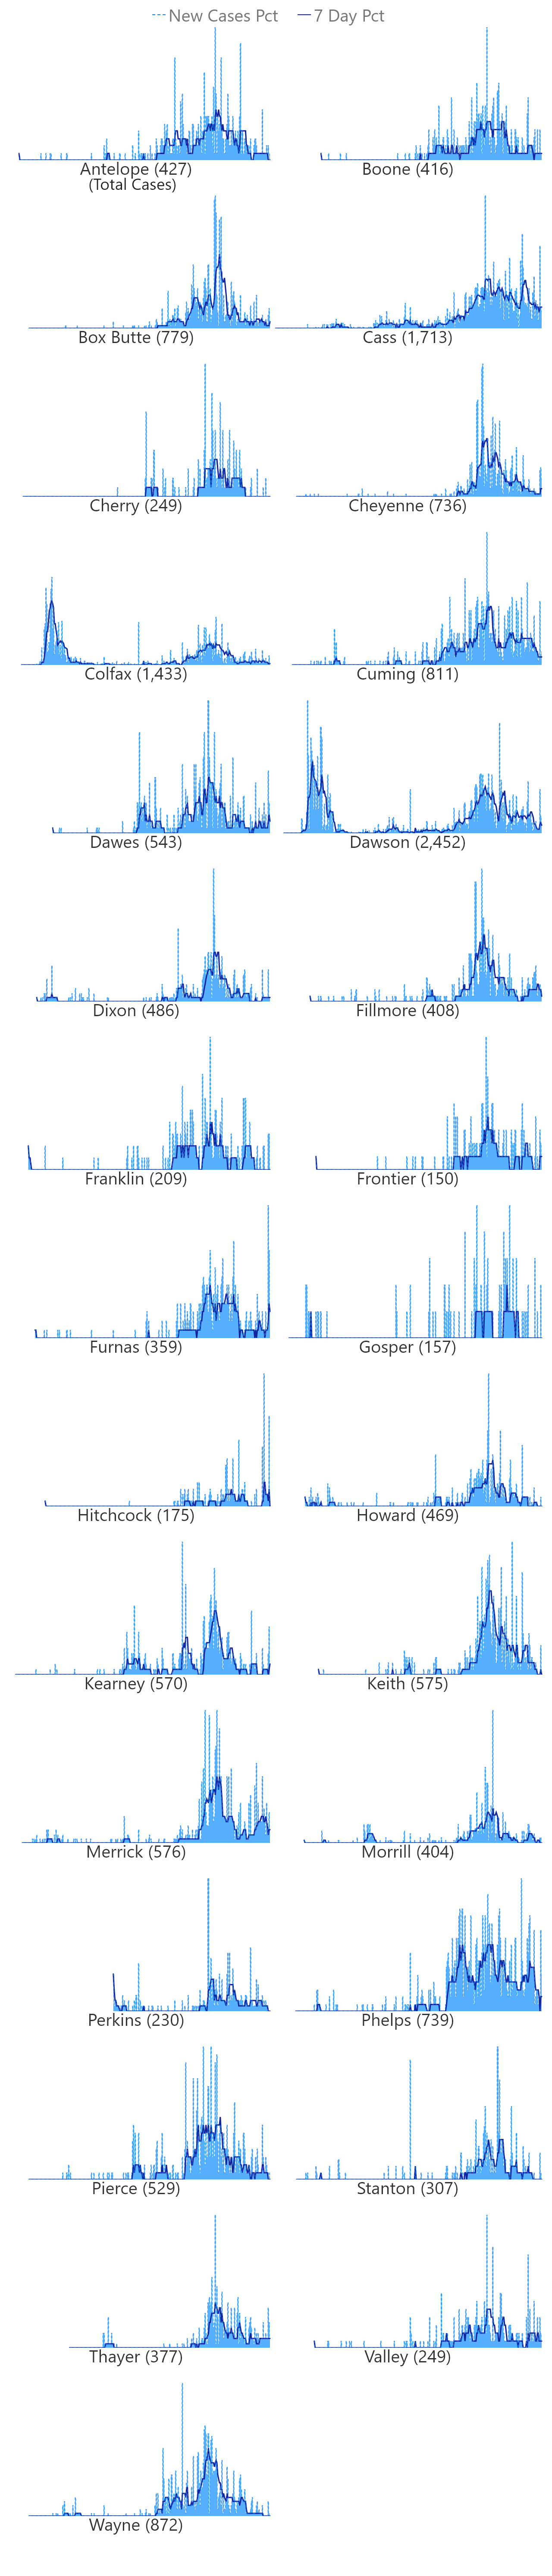 New Cases Pct 7 Day Pct
Antelope (427) Boone (416)
(Total Cases)
Box Butte (779) Cass (1,713)
Cherry (249) Cheyenne (736)
Colfax (1,433) Cuming (811)
Dawes (543) Dawson (2,452)
Dixon (486) Fillmore (408)
Franklin (209) Frontier (150)
Furnas (359) Gosper (157)
Hitchcock (175) Howard (469)
Kearney (570) Keith (575)
Merrick (576) Morrill (404)
Perkins (230) Phelps (739)
Pierce (529) Stanton (307)
Thayer (377) Valley (249)
Wayne (872)